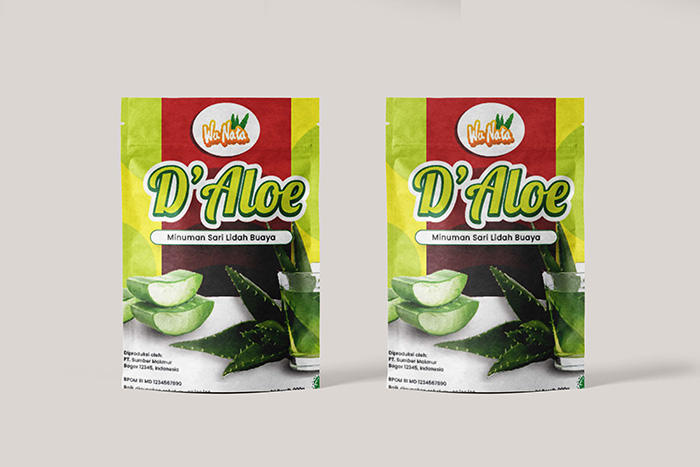 Wa Nata
D'Aloe
Minuman Sari Lidah Buaya
Diproduksi oleh:
PT. Sumber Makmur
Bogor 12345, Indonesia
BPOM RI MD 1234567890
Wa Nata
D'Aloe
Minuman Sari Lidah Buaya
Diproduksi oleh:
PT. Sumber Makmur
Bogor 12345, Indonesia
BPOM RI MD 1234567890